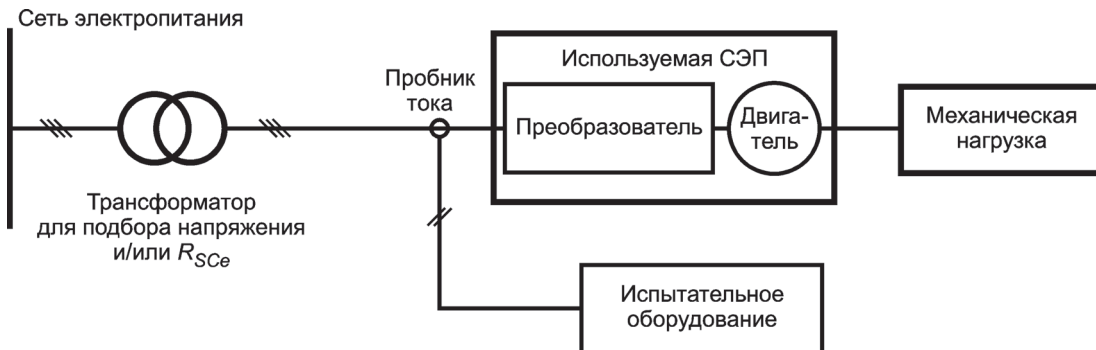 Сеть электропитания
Используемая СЭП
Пробник
тока
Преобразователь
Двига-
тель
Механическая
нагрузка
Трансформатор
для подбора напряжения
и/или R_SCe
Испытательное
оборудование